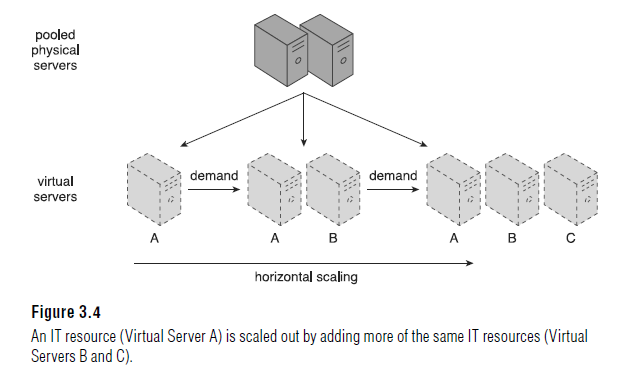 pooled
physical
servers
virtual
servers
demand
demand
A
A
B
A
B
C
horizontal scaling
Figure 3.4
An IT resource (Virtual Server A) is scaled out by adding more of the same IT resources (Virtual
Servers B and C).